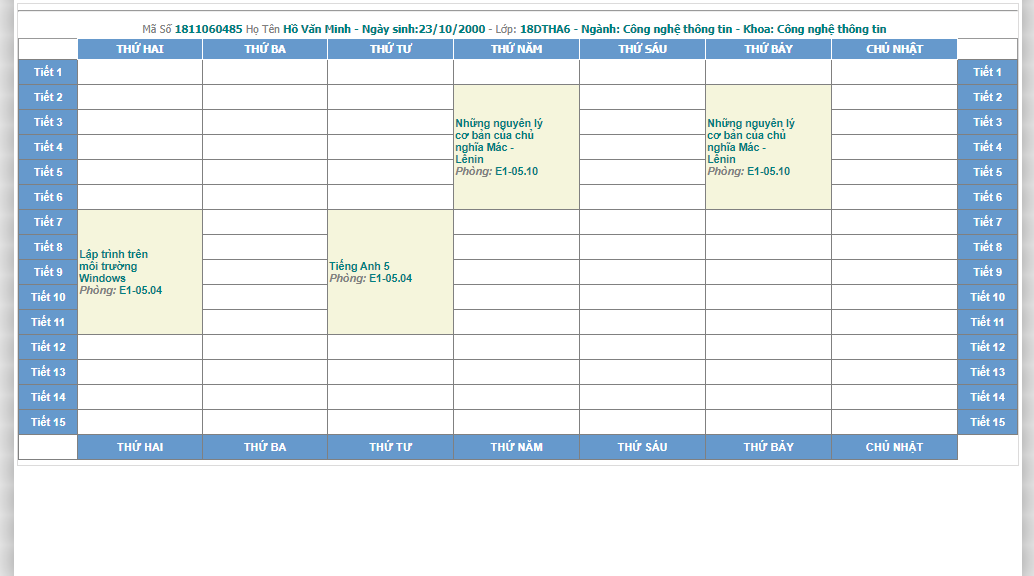 Mã Số 1811060485 Họ Tên Hồ Văn Minh - Ngày sinh:23/10/2000 - Lớp: 18DTHA6 - Ngành: Công nghệ thông tin - Khoa: Công nghệ thông tin
THỨ HAI THỨ BA THỨ TƯ THỨ NĂM THỨ SÁU THỨ BẢY CHỦ NHẬT
Tiết 1 Tiết 1
Tiết 2 Tiết 2
Tiết 3 Những nguyên lý Những nguyên lý Tiết 3
cơ bản của chủ cơ bản của chủ
Tiết 4 nghĩa Mác - nghĩa Mác - Tiết 4
Lênin Lênin
Tiết 5 Phòng: E1-05.10 Phòng: E1-05.10 Tiết 5
Tiết 6 Tiết 6
Tiết 7 Tiết 7
Tiết 8 Tiết 8
Lập trình trên
Tiết 9 môi trường Tiếng Anh 5 Tiết 9
Windows Phòng: E1-05.04
Phòng: E1-05.04
Tiết 10 Tiết 10
Tiết 11 Tiết 11
Tiết 12 Tiết 12
Tiết 13 Tiết 13
Tiết 14 Tiết 14
Tiết 15 Tiết 15
THỨ HAI THỨ BA THỨ TƯ THỨ NĂM THỨ SÁU THỨ BẢY CHỦ NHẬT